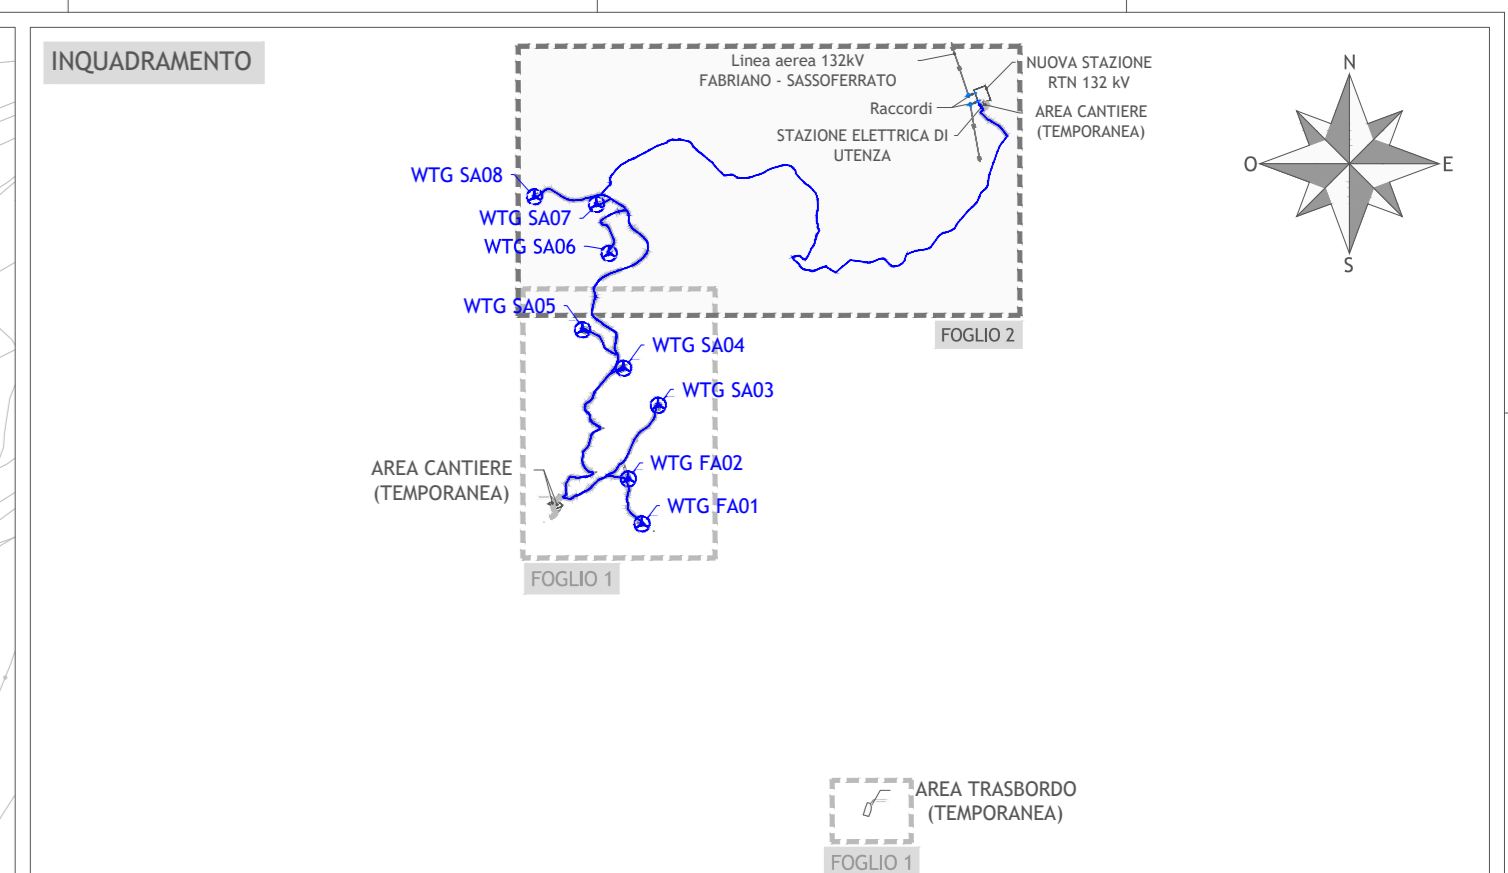 INQUADRAMENTO
Linea aerea 132kV
FABRIANO - SASSOFERRATO
NUOVA STAZIONE
RTN 132 kV
Raccordi
AREA CANTIERE
(TEMPORANEA)
STAZIONE ELETTRICA DI
UTENZA
N
O
E
S
WTG SA08
WTG SA07
WTG SA06
WTG SA05
FOGLIO 2
WTG SA04
WTG SA03
AREA CANTIERE
(TEMPORANEA)
WTG FA02
WTG FA01
FOGLIO 1
AREA TRASBORDO
(TEMPORANEA)
FOGLIO 1